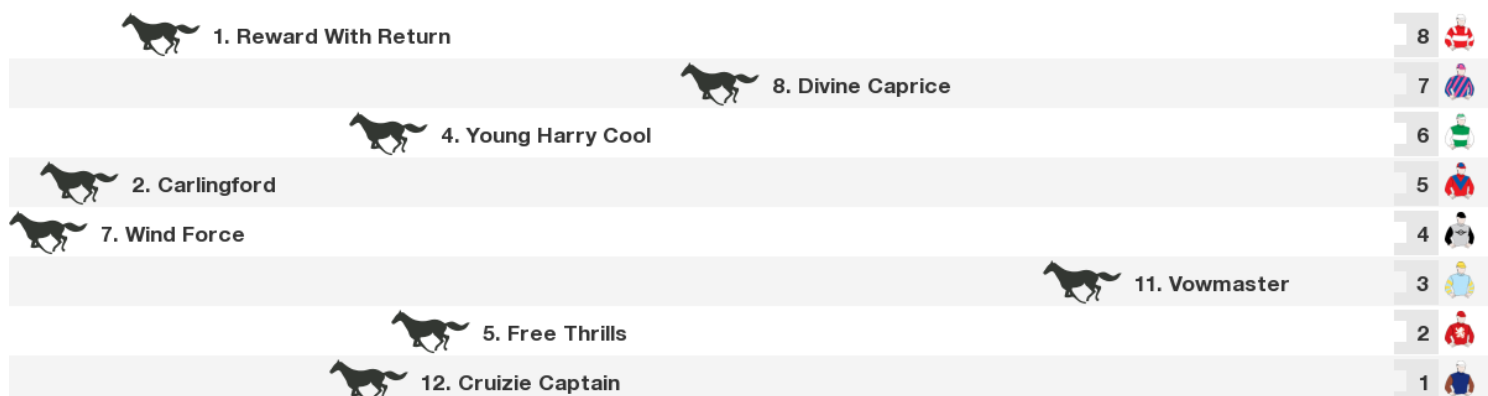 1. Reward With Return 8
8. Divine Caprice 7
4. Young Harry Cool 6
2. Carlingford 5
7. Wind Force 4
11. Vowmaster 3
5. Free Thrills 2
12. Cruizie Captain 1